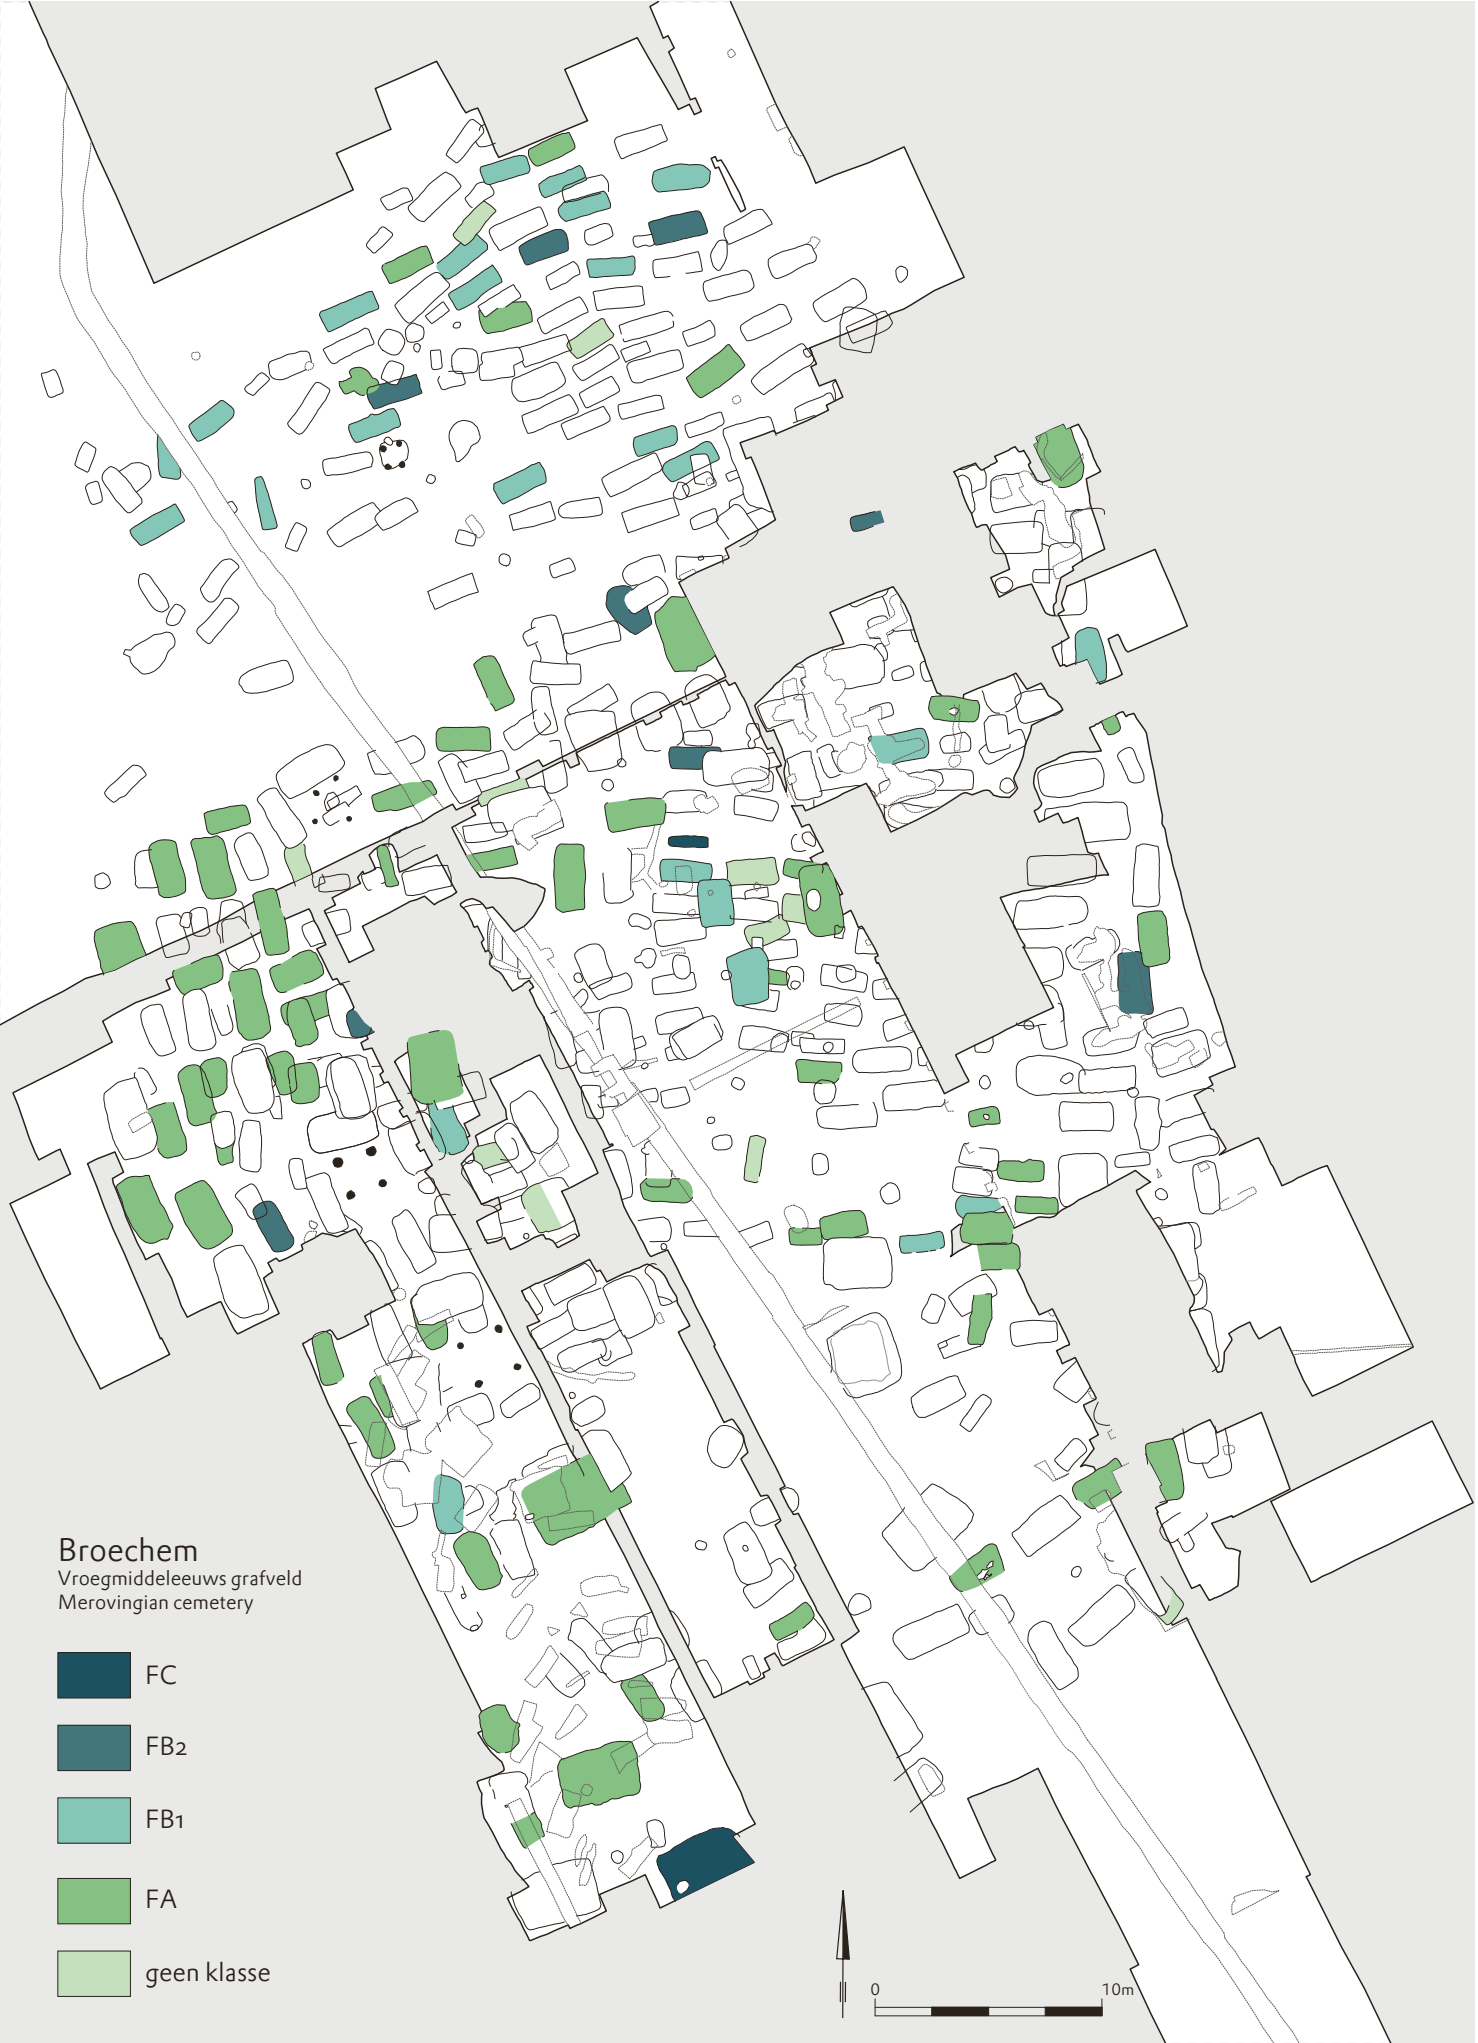 Broechem
Vroegmiddeleeuws grafveld
Merovingian cemetery
FC
FB2
FB1
FA
geen klasse
0 10m